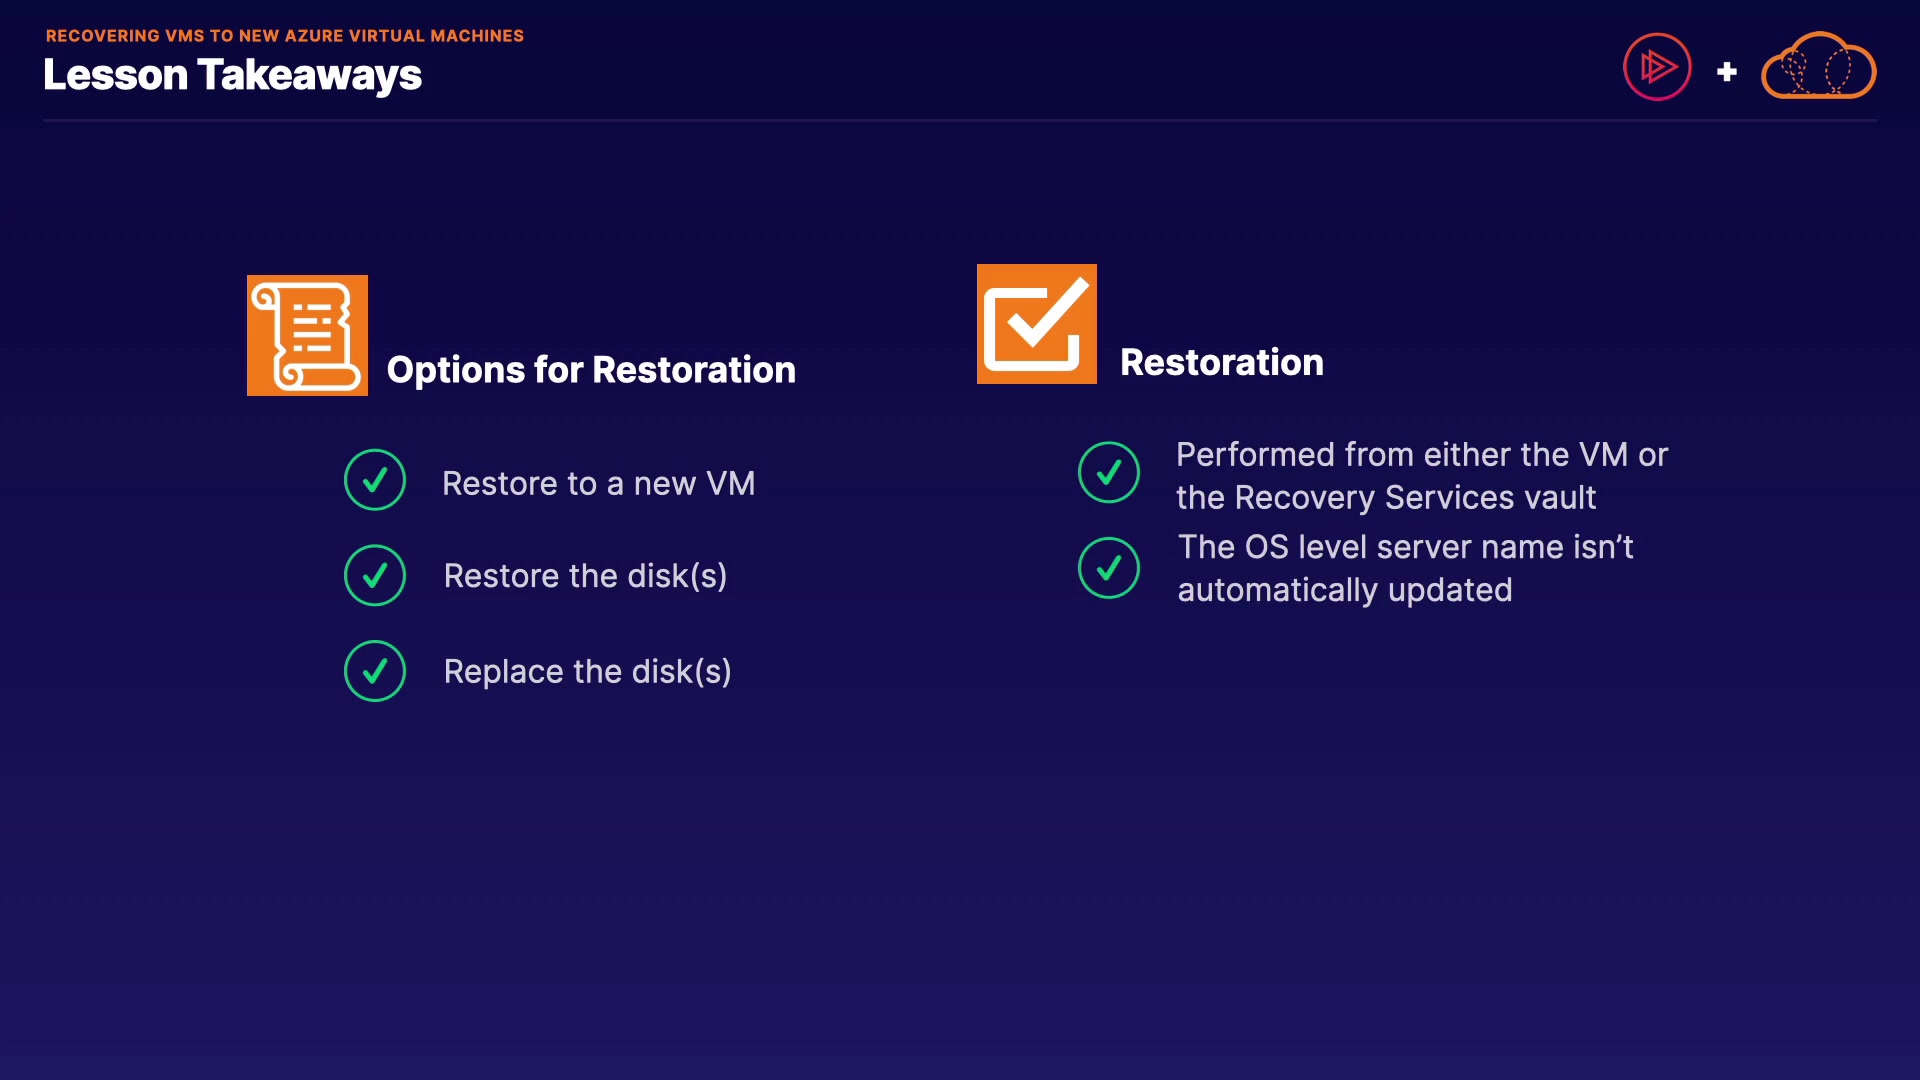 RECOVERING VMS TO NEW AZURE VIRTUAL MACHINES
Lesson Takeaways
Options for Restoration
Restore to a new VM
Restore the disk(s)
Replace the disk(s)
Restoration
Performed from either the VM or
the Recovery Services vault
The OS level server name isn’t
automatically updated